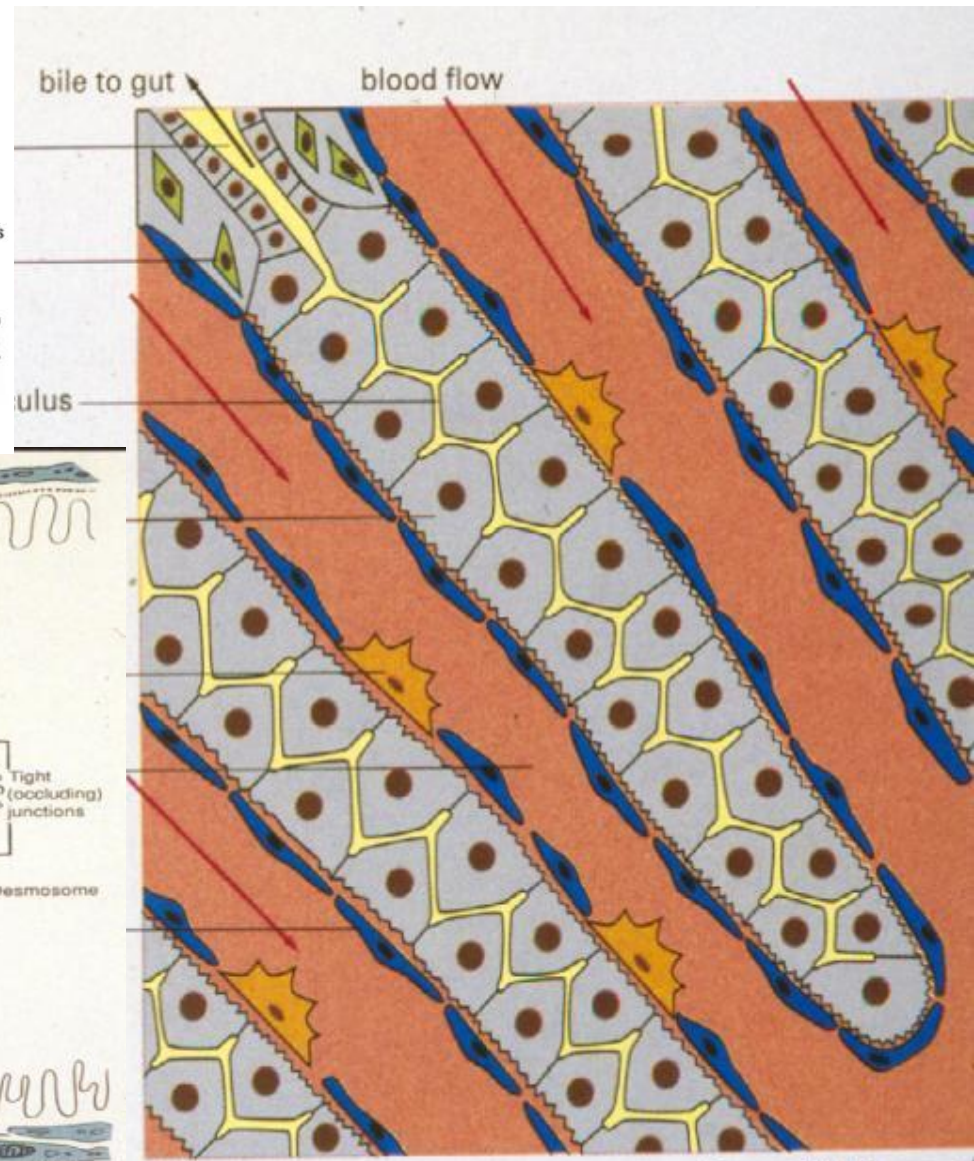 bile to gut
blood flow
s
ulus
Tight
(occluding)
junctions
esmosome